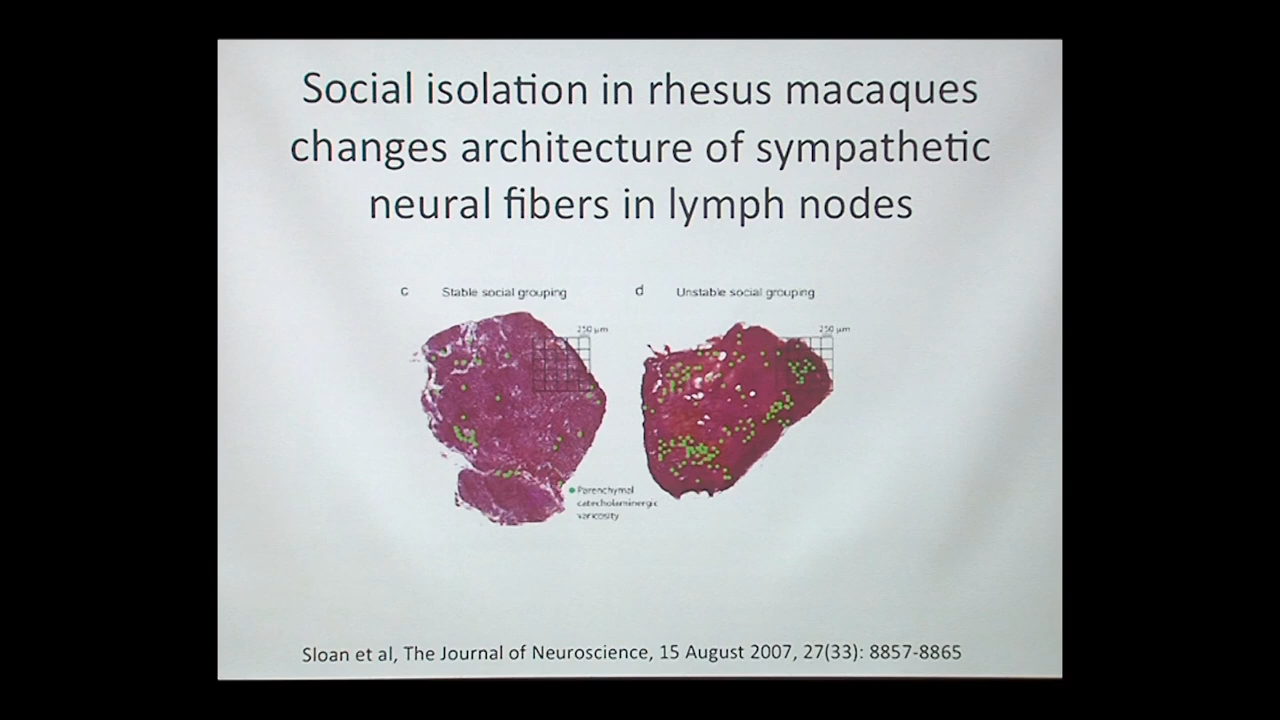 Social isolation in rhesus macaques
changes architecture of sympathetic
neural fibers in lymph nodes
c Stable social grouping
d Unstable social grouping
250 µm
250 µm
Parenchymal
catecholaminergic
varicosity
Sloan et al, The Journal of Neuroscience, 15 August 2007, 27(33): 8857-8865